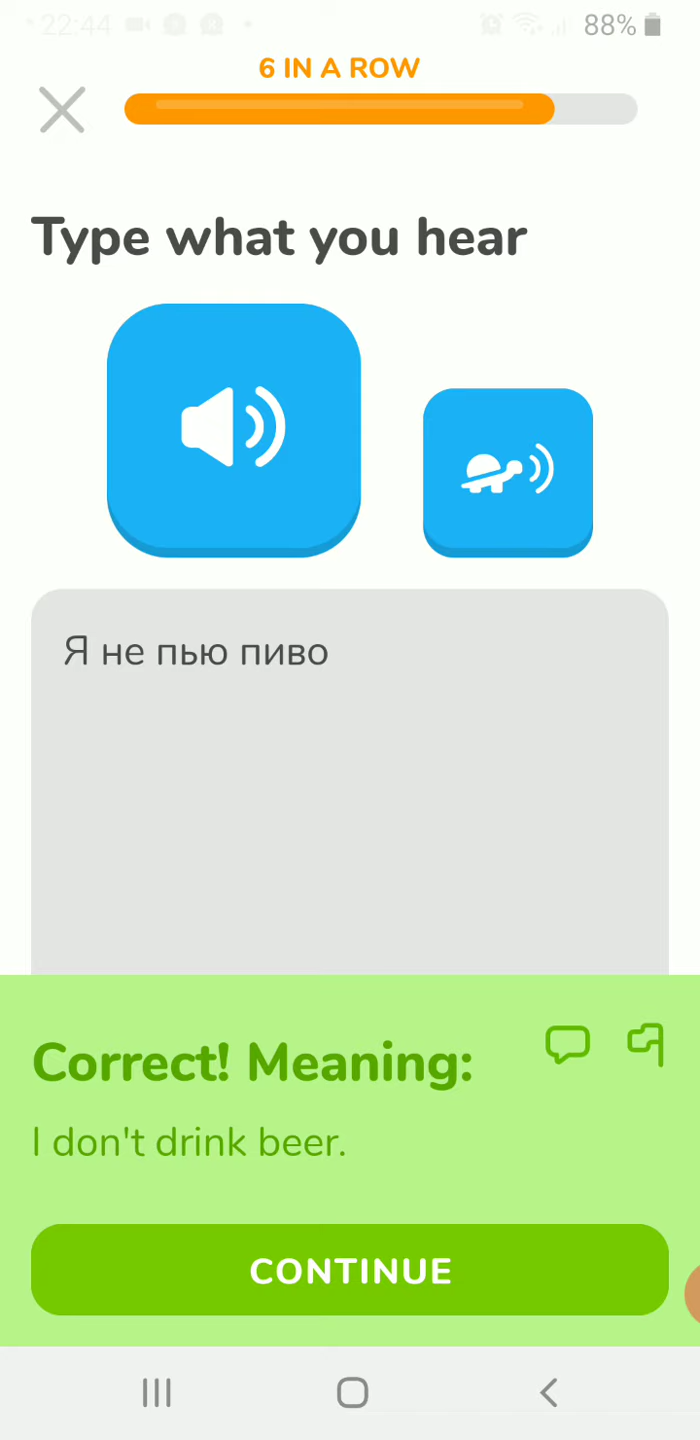 22:44 88%
6 IN A ROW
Type what you hear
Я не пью пиво
Correct! Meaning:
I don't drink beer.
CONTINUE